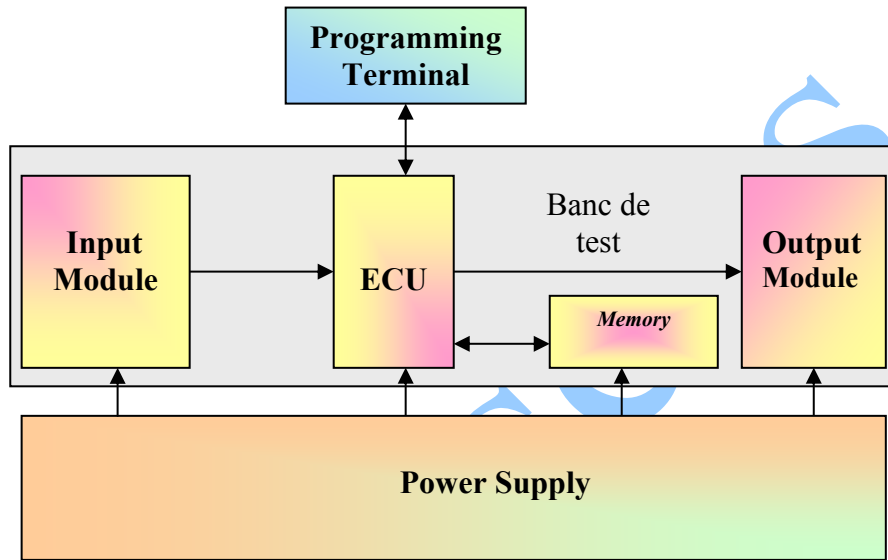 Programming
Terminal
Input
Module
ECU
Banc de
test
Output
Module
Memory
Power Supply